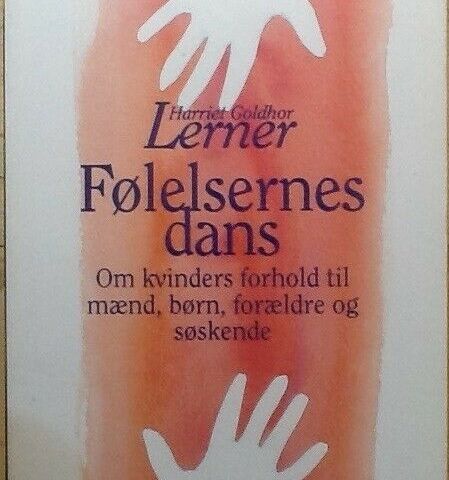 Harriet Goldhor
Lerner
Følelsernes
dans
Om kvinders forhold til
mænd, børn, forældre og
søskende